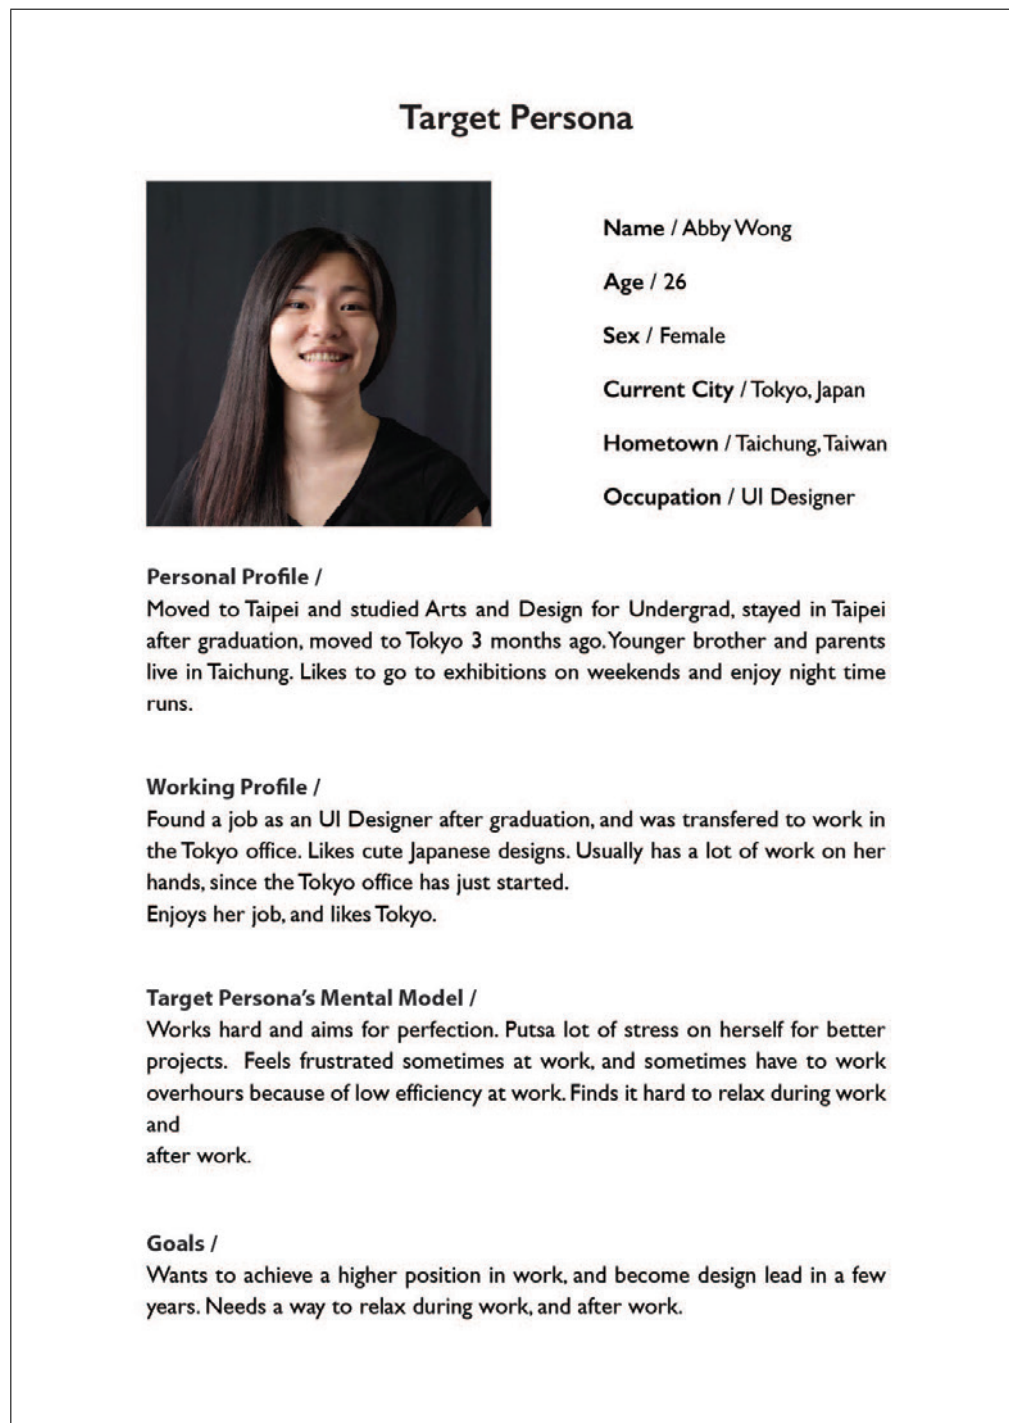 Target Persona
Name / Abby Wong
Age / 26
Sex / Female
Current City / Tokyo, Japan
Hometown / Taichung, Taiwan
Occupation / UI Designer
Personal Profile /
Moved to Taipei and studied Arts and Design for Undergrad, stayed in Taipei
after graduation, moved to Tokyo 3 months ago. Younger brother and parents
live in Taichung. Likes to go to exhibitions on weekends and enjoy night time
runs.
Working Profile /
Found a job as an UI Designer after graduation, and was transfered to work in
the Tokyo office. Likes cute Japanese designs. Usually has a lot of work on her
hands, since the Tokyo office has just started.
Enjoys her job, and likes Tokyo.
Target Persona's Mental Model /
Works hard and aims for perfection. Putsa lot of stress on herself for better
projects. Feels frustrated sometimes at work, and sometimes have to work
overhours because of low efficiency at work. Finds it hard to relax during work
and
after work.
Goals /
Wants to achieve a higher position in work, and become design lead in a few
years. Needs a way to relax during work, and after work.